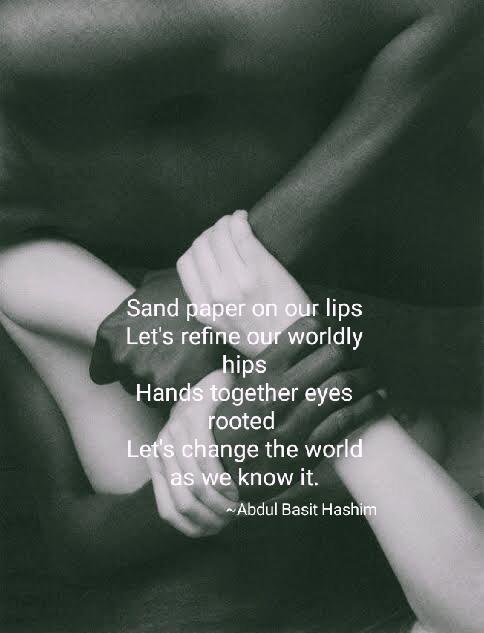 Sand paper on our lips
Let's refine our worldly
hips
Hands together eyes
rooted
Let's change the world
as we know it.
~Abdul Basit Hashim